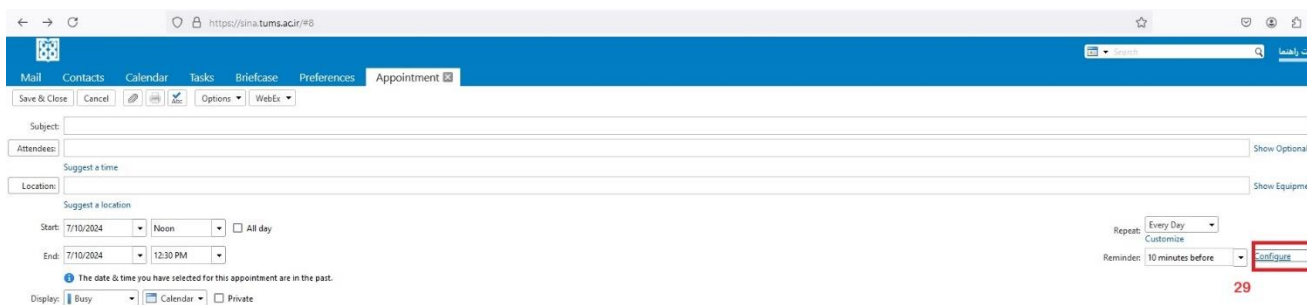 https://sina.tums.ac.ir/#8
Search
ت راهنما
Mail Contacts Calendar Tasks Briefcase Preferences Appointment
Save & Close Cancel Abc Options WebEx
Subject:
Attendees: Show Optional
Suggest a time
Location: Show Equipme
Suggest a location
Start: 7/10/2024 Noon All day Repeat: Every Day
Customize
End: 7/10/2024 12:30 PM Reminder: 10 minutes before Configure
The date & time you have selected for this appointment are in the past.
29
Display: Busy Calendar Private